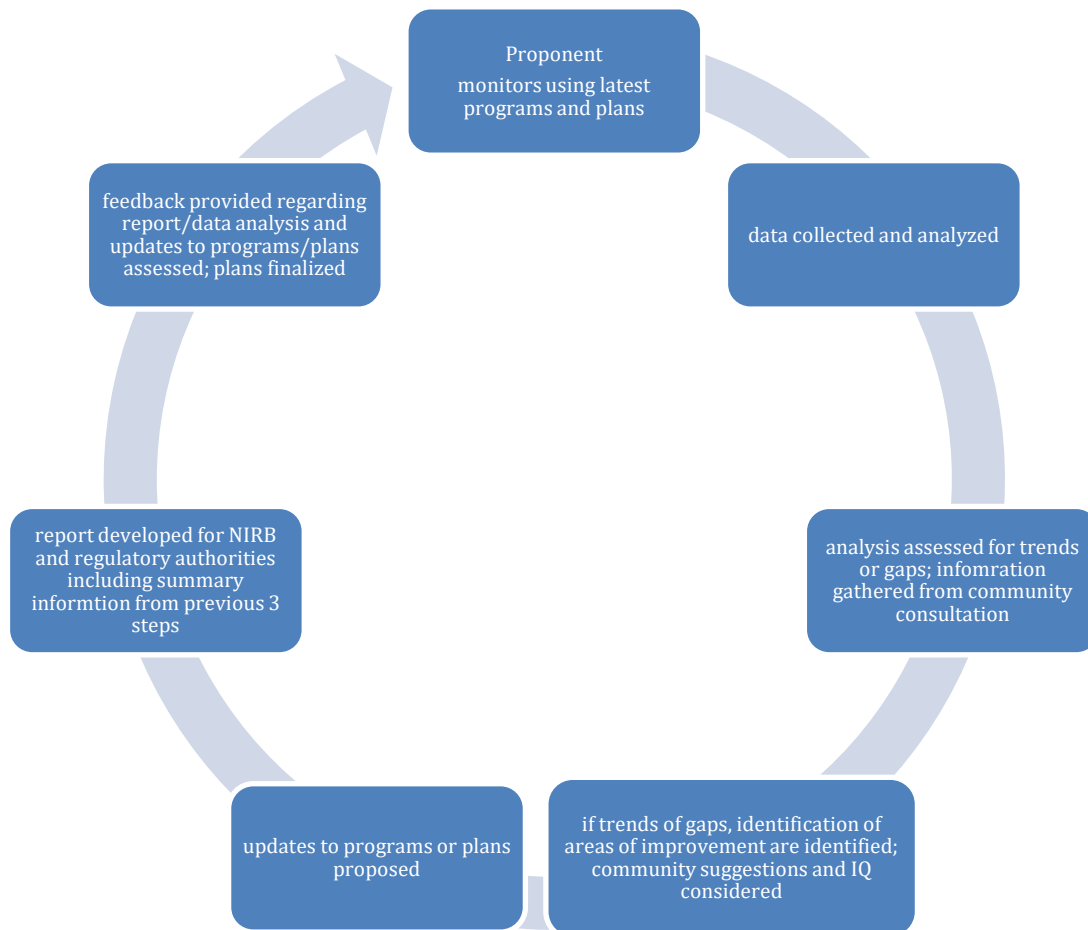 Proponent
monitors using latest
programs and plans
data collected and analyzed
analysis assessed for trends
or gaps; infomration
gathered from community
consultation
if trends of gaps, identification of
areas of improvement are identified;
community suggestions and IQ
considered
updates to programs or plans
proposed
report developed for NIRB
and regulatory authorities
including summary
informtion from previous 3
steps
feedback provided regarding
report/data analysis and
updates to programs/plans
assessed; plans finalized